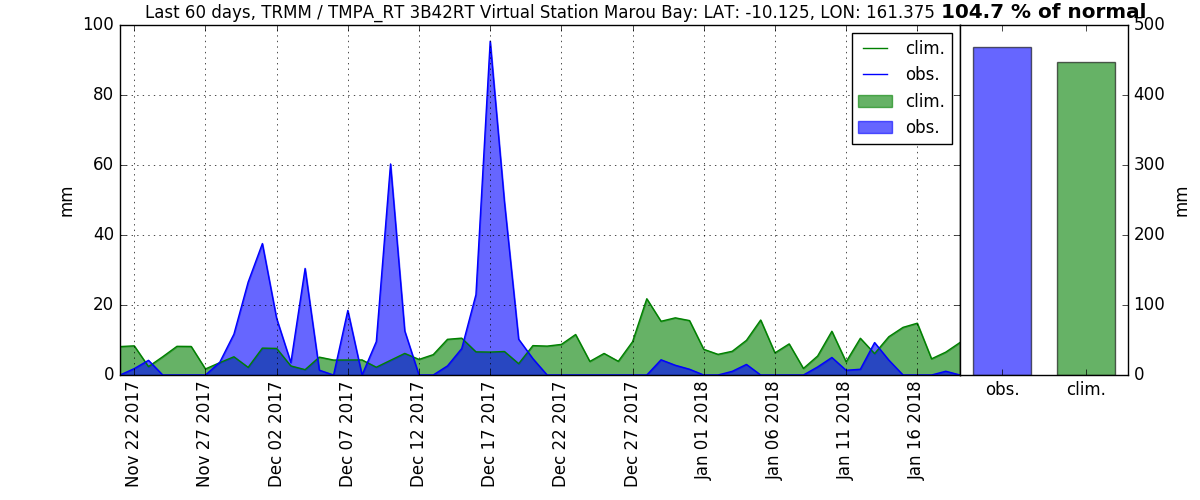 Last 60 days, TRMM / TMPA_RT 3B42RT Virtual Station Marou Bay: LAT: -10.125, LON: 161.375 104.7 % of normal
100
80
60
40
20
0
mm
clim.
obs.
clim.
obs.
500
400
300
200
100
0
mm
obs. clim.
Nov 22 2017
Nov 27 2017
Dec 02 2017
Dec 07 2017
Dec 12 2017
Dec 17 2017
Dec 22 2017
Dec 27 2017
Jan 01 2018
Jan 06 2018
Jan 11 2018
Jan 16 2018